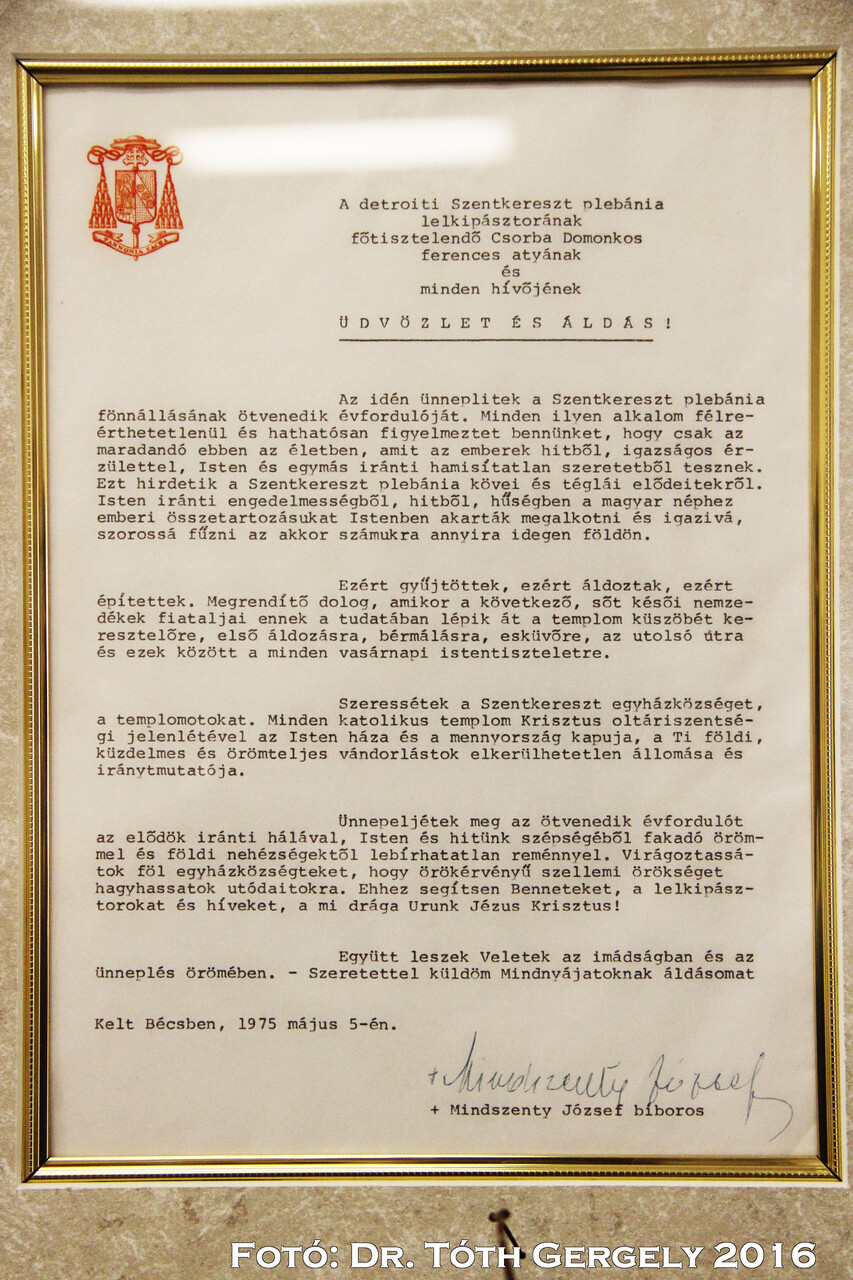 PANNONIA SACRA
A detroiti Szentkereszt plebánia
lelkipásztorának
főtisztelendő Csorba Domonkos
ferences atyának
és
minden hívőjének
Ü D V Ö Z L E T É S Á L D Á S !
Az idén ünneplitek a Szentkereszt plebánia
fönnállásának ötvenedik évfordulóját. Minden ilyen alkalom félre-
érthetetlenül és hathatósan figyelmeztet bennünket, hogy csak az
maradandó ebben az életben, amit az emberek hitből, igazságos ér-
zülettel, Isten és egymás iránti hamisítatlan szeretetből tesznek.
Ezt hirdetik a Szentkereszt plebánia kövei és téglái elődeitekről.
Isten iránti engedelmességből, hitből, hűségben a magyar néphez
emberi összetartozásukat Istenben akarták megalkotni és igazivá,
szorossá fűzni az akkor számukra annyira idegen földön.
Ezért gyűjtöttek, ezért áldoztak, ezért
építettek. Megrendítő dolog, amikor a következő, sőt késői nemze-
dékek fiataljai ennek a tudatában lépik át a templom küszöbét ke-
resztelőre, első áldozásra, bérmálásra, esküvőre, az utolsó útra
és ezek között a minden vasárnapi istentiszteletre.
Szeressétek a Szentkereszt egyházközséget,
a templomotokat. Minden katolikus templom Krisztus oltáriszentsé-
gi jelenlétével az Isten háza és a mennyország kapuja, a Ti földi,
küzdelmes és örömteljes vándorlástok elkerülhetetlen állomása és
iránytmutatója.
Ünnepeljétek meg az ötvenedik évfordulót
az elődök iránti hálával, Isten és hitünk szépségéből fakadó öröm-
mel és földi nehézségektől lebírhatatlan reménnyel. Virágoztassá-
tok föl egyházközségteket, hogy örökérvényű szellemi örökséget
hagyhassatok utódaitokra. Ehhez segítsen Benneteket, a lelkipász-
torokat és híveket, a mi drága Urunk Jézus Krisztus!
Együtt leszek Veletek az imádságban és az
ünneplés örömében. - Szeretettel küldöm Mindnyájatoknak áldásomat
Kelt Bécsben, 1975 május 5-én.
+ Mindszenty József
+ Mindszenty József bíboros
Fotó: Dr. Tóth Gergely 2016